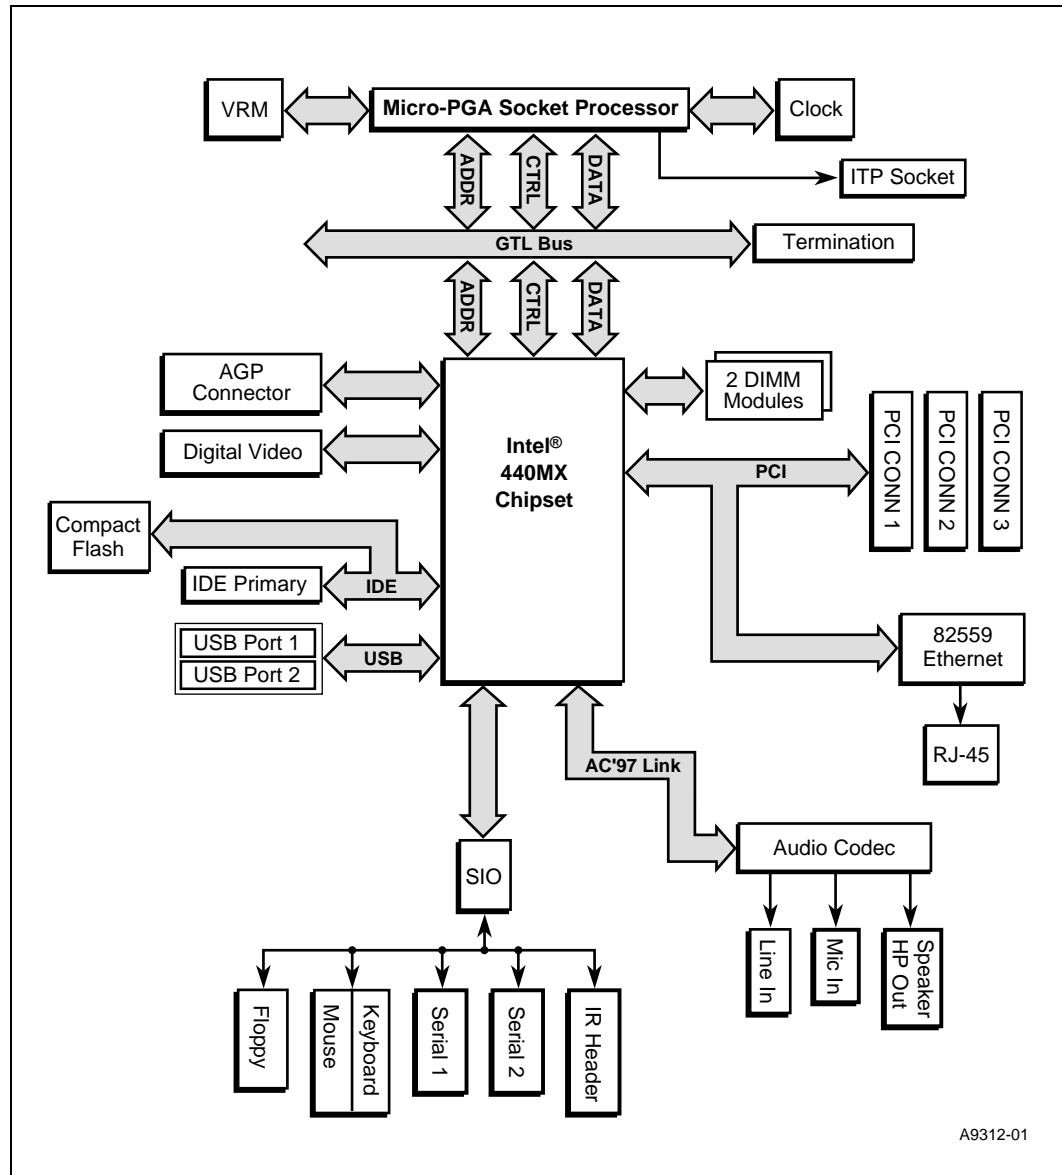 VRM
Micro-PGA Socket Processor
Clock
ADDR
CTRL
DATA
ITP Socket
GTL Bus
Termination
ADDR
CTRL
DATA
AGP
Connector
2 DIMM
Modules
Digital Video
Intel®
440MX
Chipset
PCI
PCI CONN 1
PCI CONN 2
PCI CONN 3
Compact
Flash
IDE Primary
IDE
USB Port 1
USB Port 2
USB
82559
Ethernet
RJ-45
AC'97 Link
Audio Codec
SIO
Line In
Mic In
Speaker
HP Out
Floppy
Keyboard
Mouse
Serial 1
Serial 2
IR Header
A9312-01